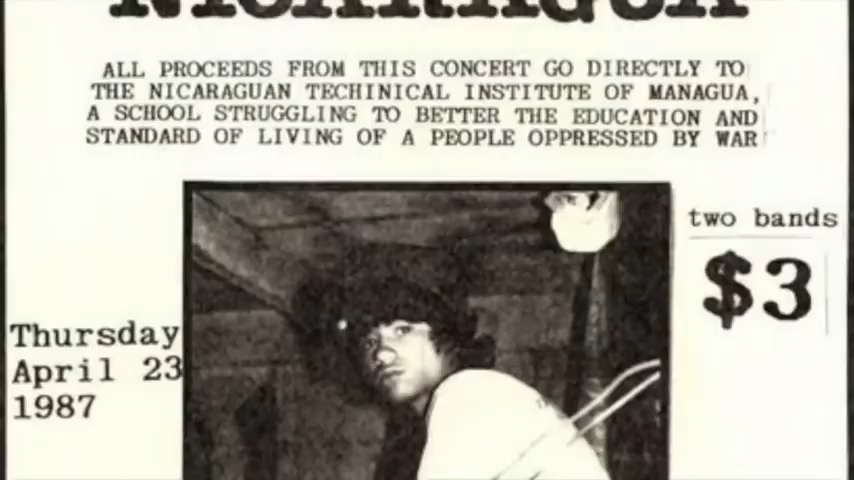 NICARAGUA
ALL PROCEEDS FROM THIS CONCERT GO DIRECTLY TO
THE NICARAGUAN TECHINICAL INSTITUTE OF MANAGUA,
A SCHOOL STRUGGLING TO BETTER THE EDUCATION AND
STANDARD OF LIVING OF A PEOPLE OPPRESSED BY WAR
two bands
$3
Thursday
April 23
1987